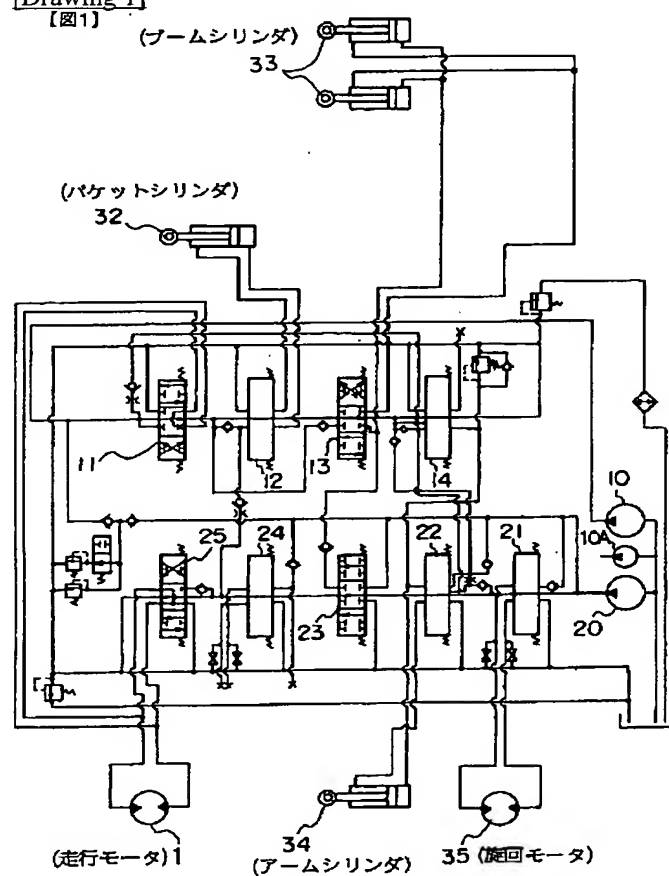 [Drawing 1]
【図1】
(ブームシリンダ)
33
(バケットシリンダ)
32
11
12
13
14
10
10A
20
25
24
23
22
21
(走行モータ) 1
34
(アームシリンダ)
35 (旋回モータ)